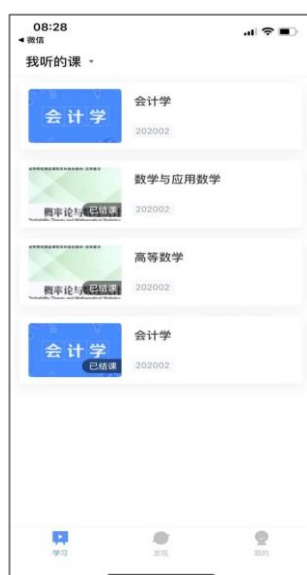 08:28
微信
我听的课
会计学
会计学
202002
数学与应用数学
概率论与
已结课
202002
高等数学
概率论与
已结课
202002
会计学
会计学
已结课
202002
学习
发现
我的